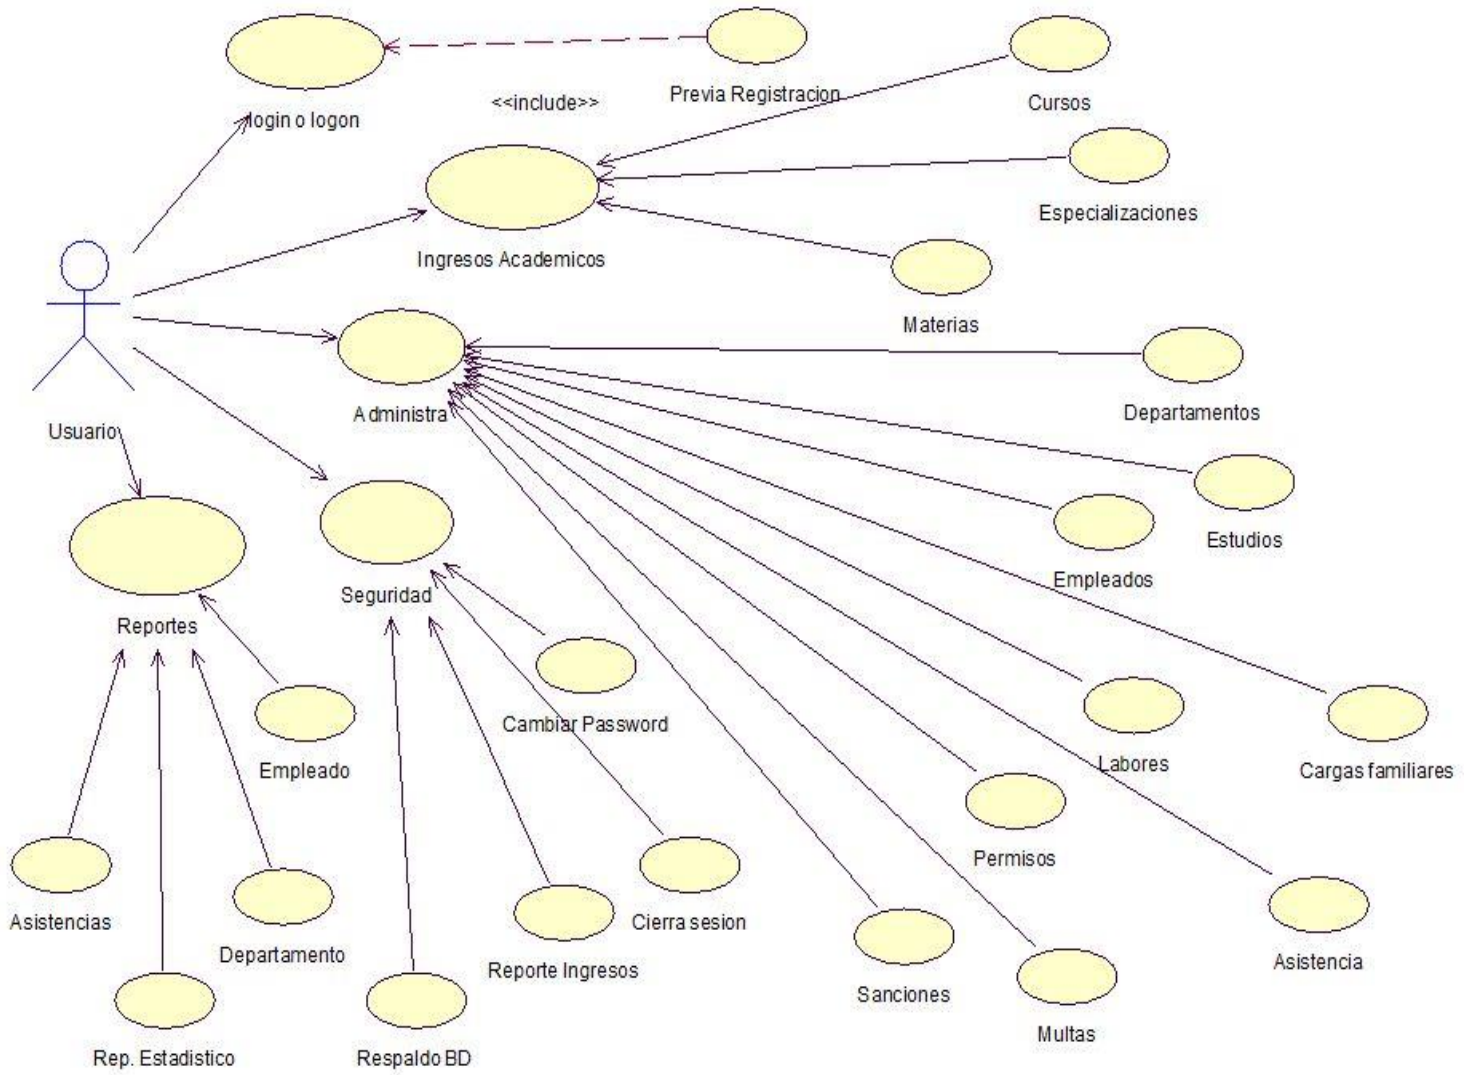 <<include>>
Previa Registracion
Cursos
login o logon
Especializaciones
Ingresos Academicos
Materias
Administra
Departamentos
Usuario
Estudios
Empleados
Seguridad
Reportes
Cambiar Password
Empleado
Labores
Cargas familiares
Permisos
Asistencias
Cierra sesion
Departamento
Reporte Ingresos
Asistencia
Sanciones
Multas
Rep. Estadistico
Respaldo BD